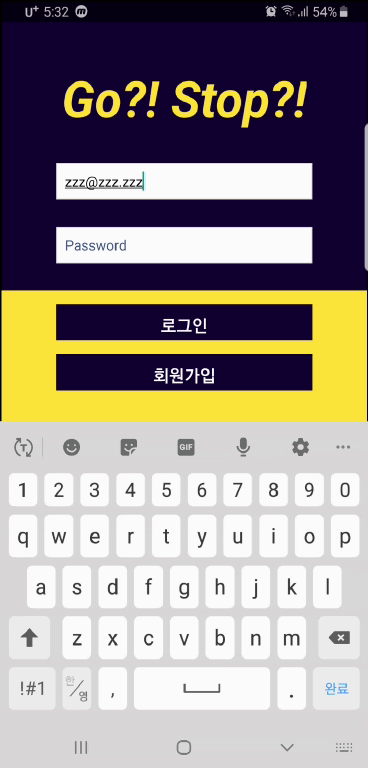 U+ 5:32 m 54%
Go?! Stop?!
zzz@zzz.zzz
Password
로그인
회원가입
T GIF
1 2 3 4 5 6 7 8 9 0
q w e r t y u i o p
a s d f g h j k l
z x c v b n m
!#1 한/영 , . 완료